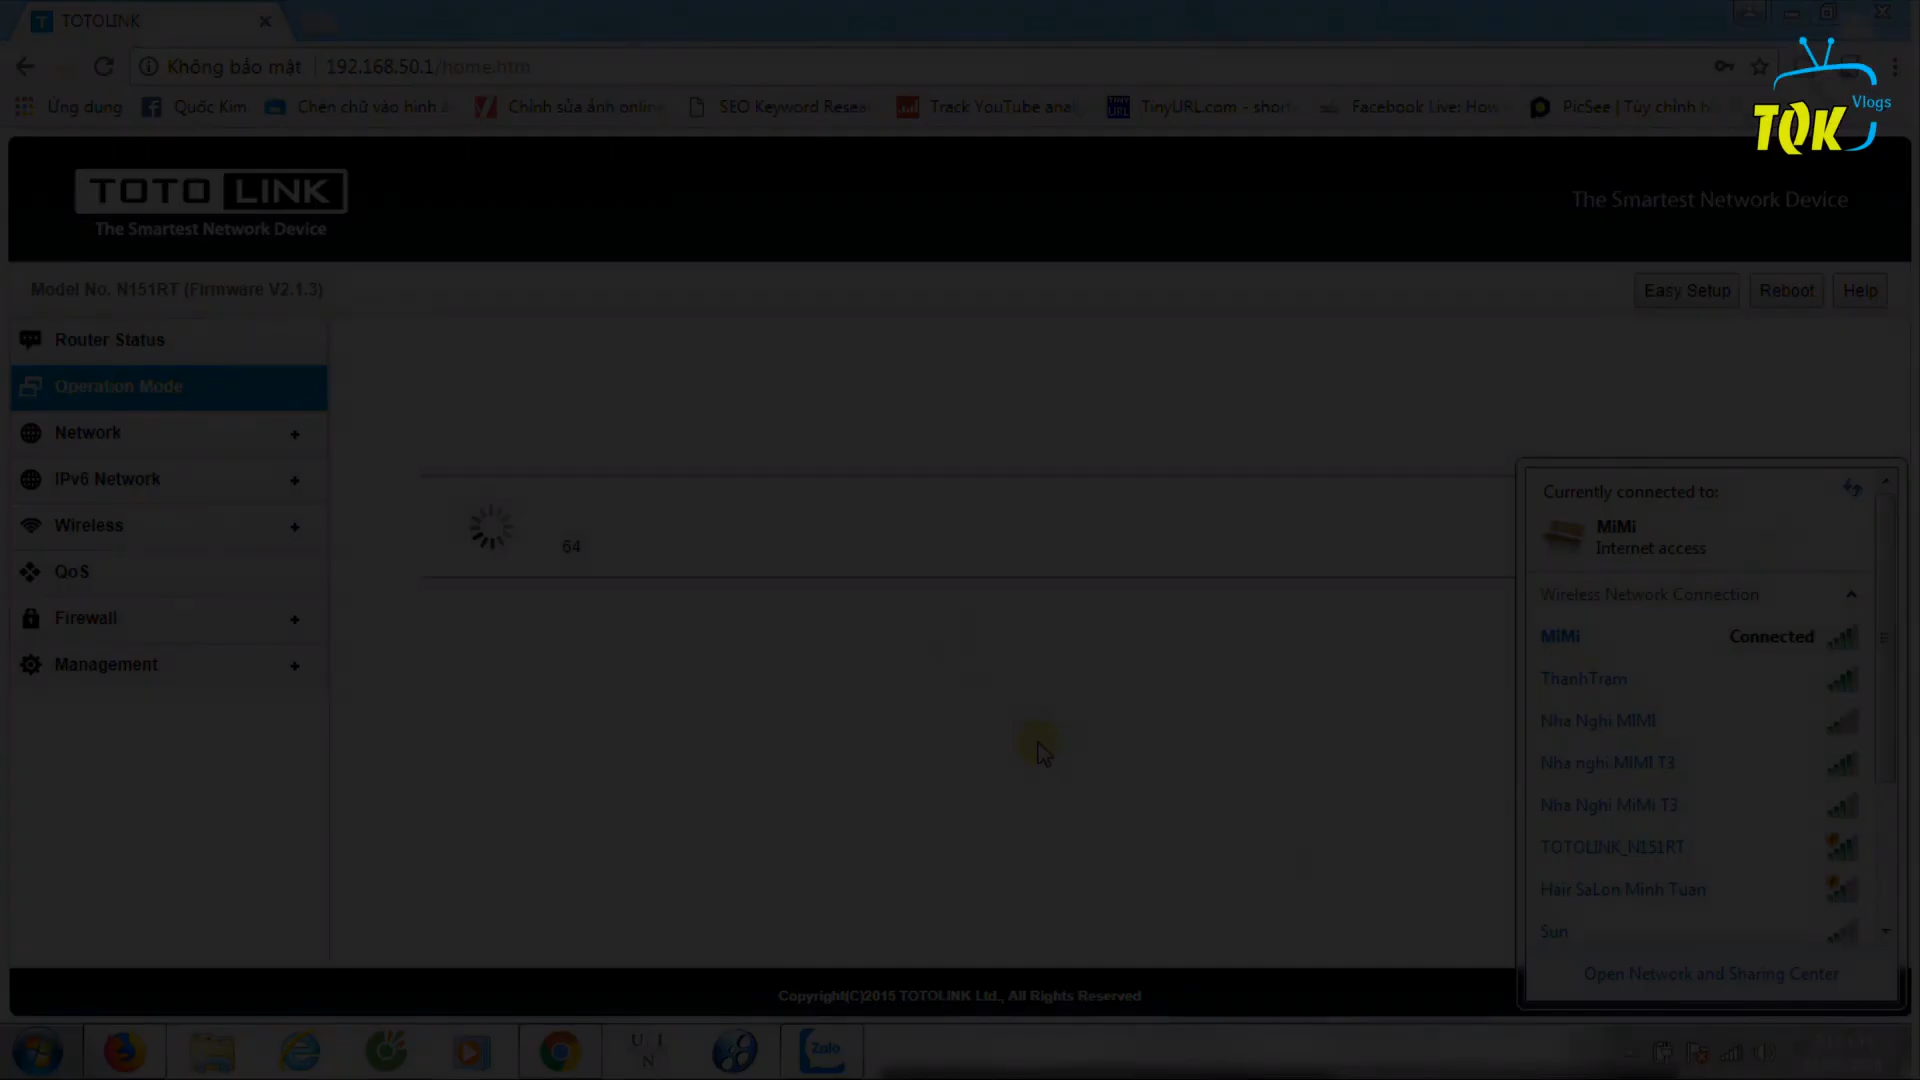 TOTOLINK
Không bảo mật
192.168.50.1/home.htm
Ứng dụng
Quốc Kim
Chèn chữ vào hình
Chỉnh sửa ảnh onlin
SEO Keyword Resea
Track YouTube anal
TinyURL.com - short
Facebook Live: How
PicSee | Tùy chỉnh
TQK Vlogs
TOTO LINK
The Smartest Network Device
The Smartest Network Device
Model No. N151RT (Firmware V2.1.3)
Easy Setup
Reboot
Help
Router Status
Operation Mode
Network +
IPv6 Network +
Wireless +
QoS
Firewall +
Management +
64
Currently connected to:
MiMi
Internet access
Wireless Network Connection
MiMi Connected
ThanhTram
Nha Nghi MIMI
Nha nghi MIMI T3
Nha Nghi MiMi T3
TOTOLINK_N151RT
Hair SaLon Minh Tuan
Sun
Open Network and Sharing Center
Copyright(C)2015 TOTOLINK Ltd., All Rights Reserved
U I
N
Zalo